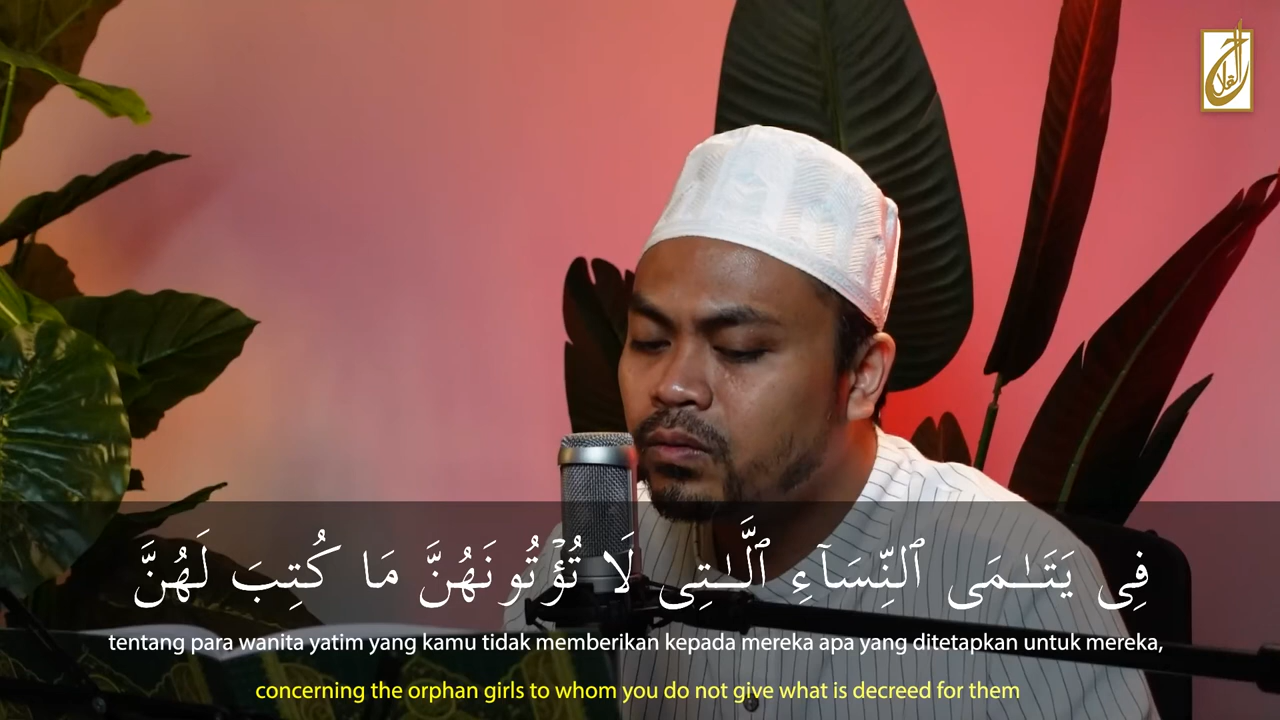 فِى يَتَـٰمَى ٱلنِّسَآءِ ٱلَّـٰتِى لَا تُؤْتُونَهُنَّ مَا كُتِبَ لَهُنَّ
tentang para wanita yatim yang kamu tidak memberikan kepada mereka apa yang ditetapkan untuk mereka,
concerning the orphan girls to whom you do not give what is decreed for them